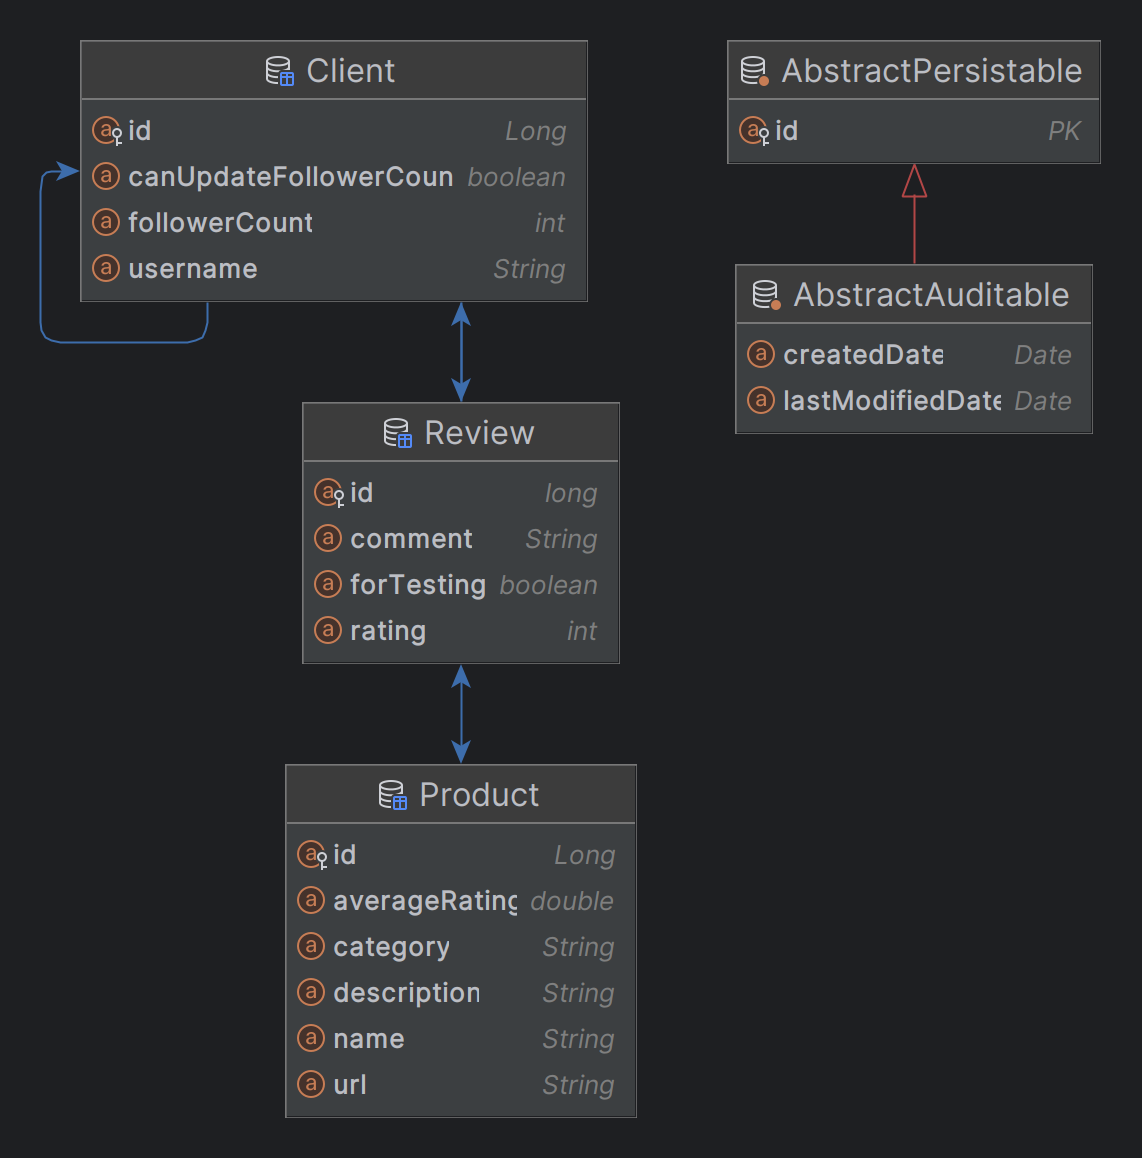 Client
id Long
canUpdateFollowerCoun boolean
followerCount int
username String
AbstractPersistable
id PK
AbstractAuditable
createdDate Date
lastModifiedDate Date
Review
id long
comment String
forTesting boolean
rating int
Product
id Long
averageRating double
category String
description String
name String
url String